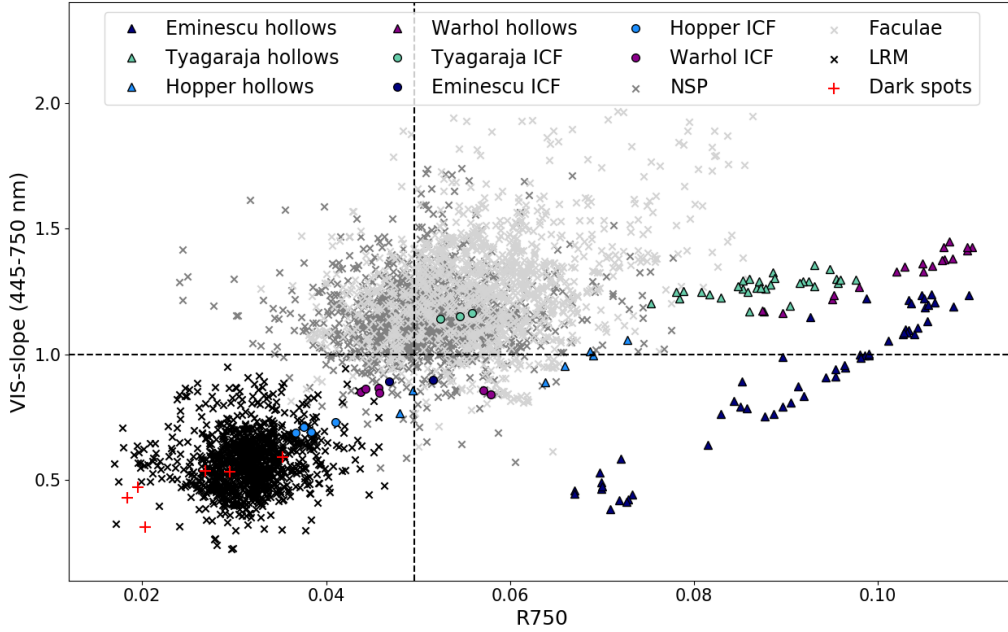 Eminescu hollows Warhol hollows Hopper ICF Faculae
Tyagaraja hollows Tyagaraja ICF Warhol ICF LRM
Hopper hollows Eminescu ICF NSP Dark spots
VIS-slope (445-750 nm)
2.0
1.5
1.0
0.5
0.02 0.04 0.06 0.08 0.10
R750